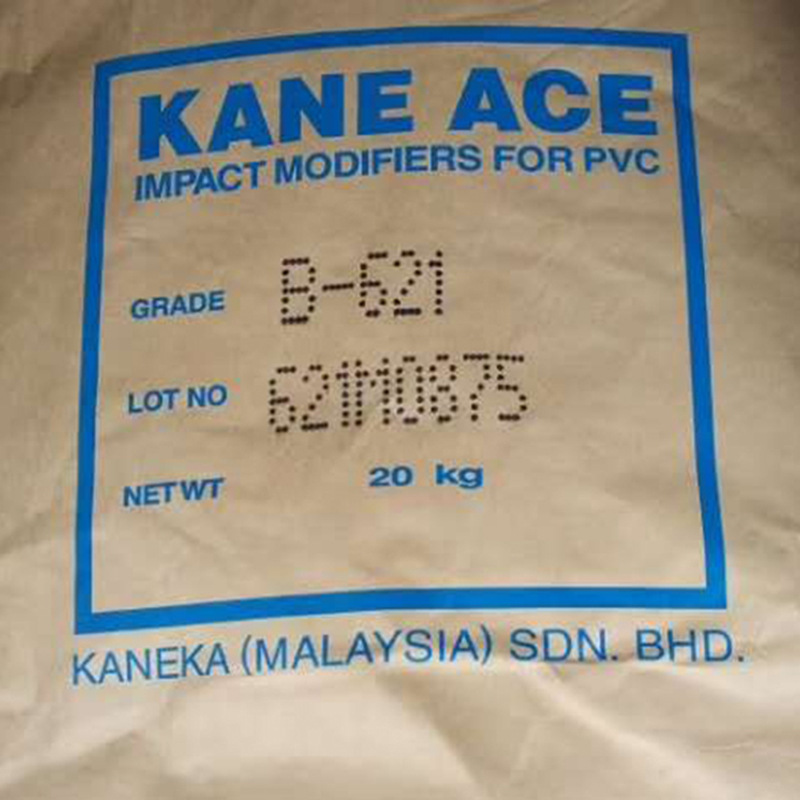 KANE ACE
IMPACT MODIFIERS FOR PVC
GRADE B-621
LOT NO 621M0875
NET WT 20 kg
KANEKA (MALAYSIA) SDN. BHD.